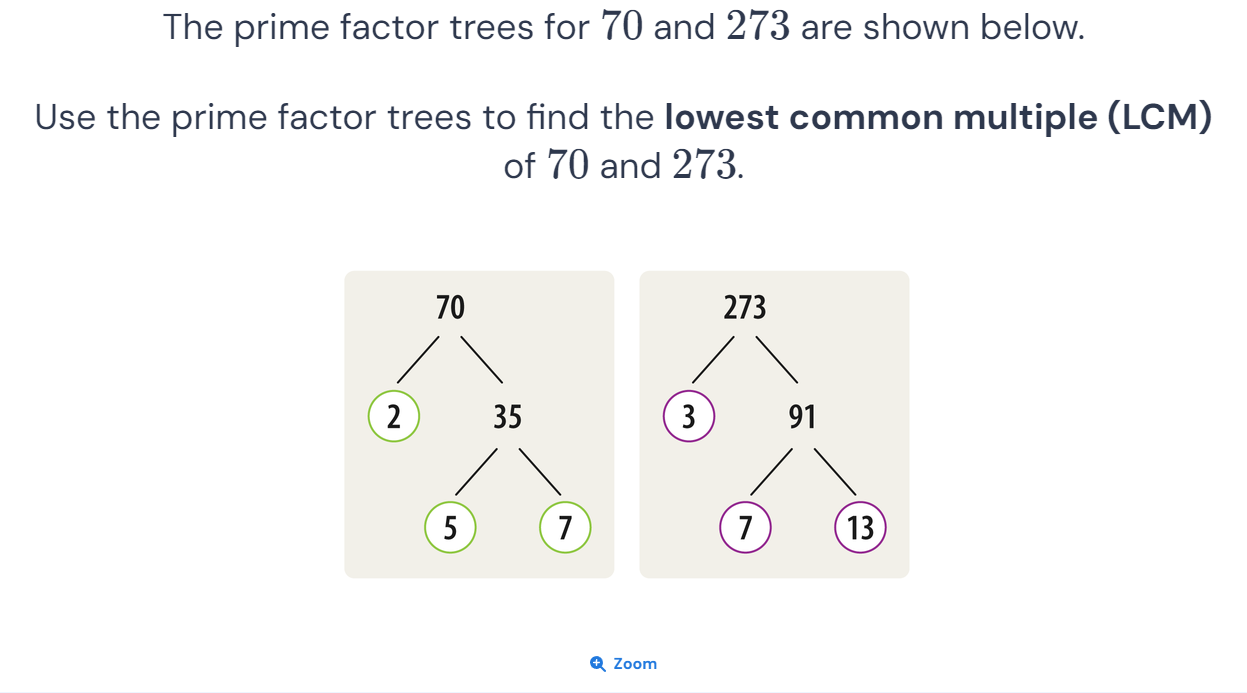 The prime factor trees for 70 and 273 are shown below.
Use the prime factor trees to find the lowest common multiple (LCM)
of 70 and 273.
70 273
2 35 3 91
5 7 7 13
Zoom